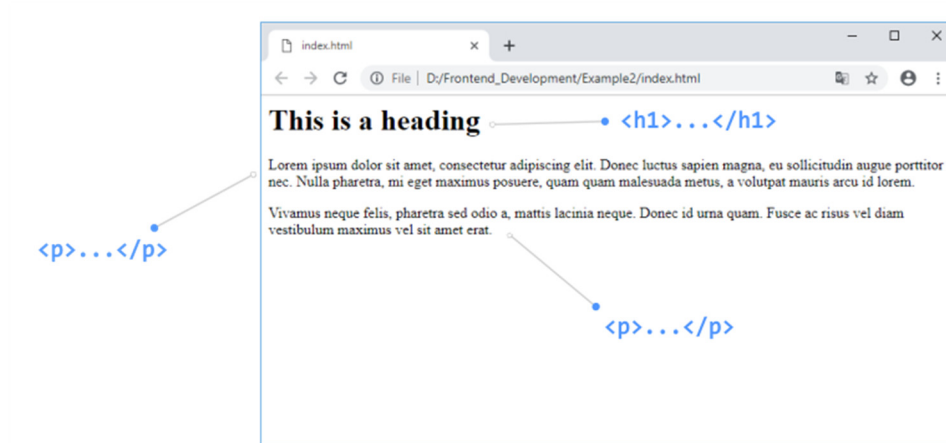 index.html
File | D:/Frontend_Development/Example2/index.html
This is a heading
<h1>...</h1>
Lorem ipsum dolor sit amet, consectetur adipiscing elit. Donec luctus sapien magna, eu sollicitudin augue porttitor
nec. Nulla pharetra, mi eget maximus posuere, quam quam malesuada metus, a volutpat mauris arcu id lorem.
Vivamus neque felis, pharetra sed odio a, mattis lacinia neque. Donec id urna quam. Fusce ac risus vel diam
vestibulum maximus vel sit amet erat.
<p>...</p>
<p>...</p>